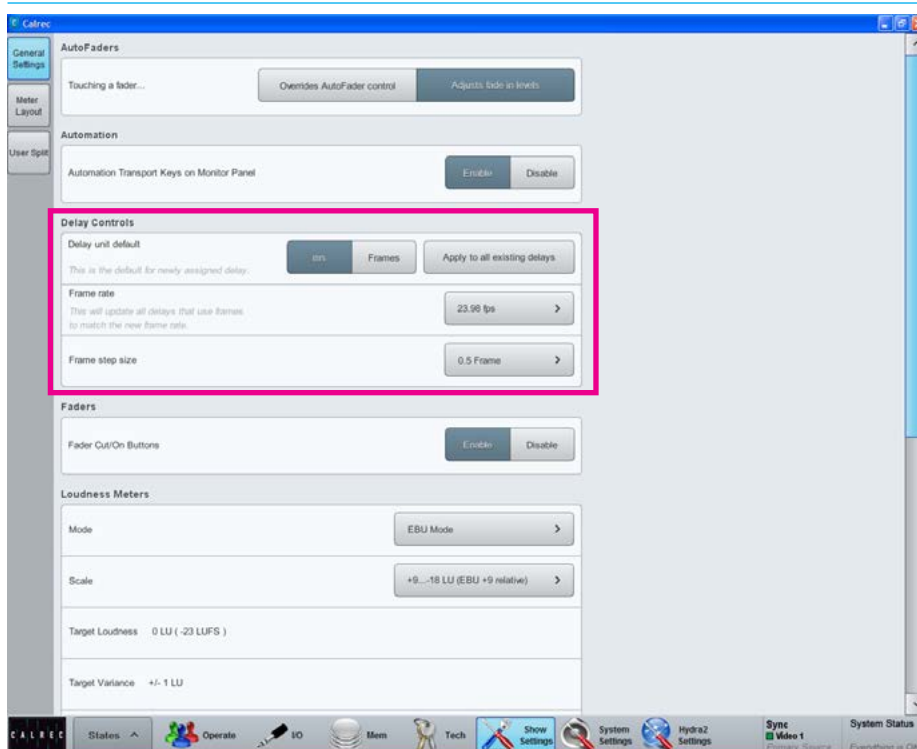 Calrec
General
Settings
Meter
Layout
User Split
AutoFaders
Touching a fader... Overrides AutoFader control Adjusts fade in levels
Automation
Automation Transport Keys on Monitor Panel Enable Disable
Delay Controls
Delay unit default ms Frames Apply to all existing delays
This is the default for newly assigned delay.
Frame rate 23.98 fps >
This will update all delays that use frames
to match the new frame rate.
Frame step size 0.5 Frame >
Faders
Fader Cut/On Buttons Enable Disable
Loudness Meters
Mode EBU Mode >
Scale +9...-18 LU (EBU +9 relative) >
Target Loudness 0 LU ( -23 LUFS )
Target Variance +/- 1 LU
CALREC States Operate IO Mem Tech Show Settings System Settings Hydra2 Settings Sync Video 1 System Status